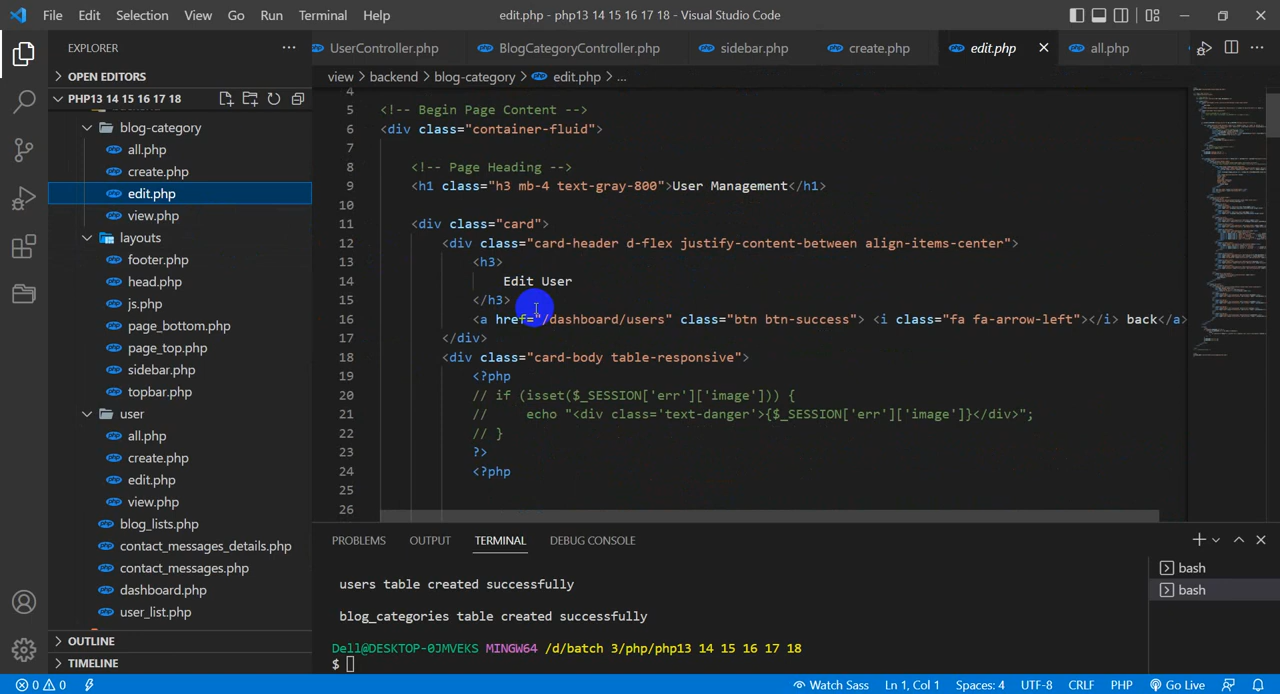 File Edit Selection View Go Run Terminal Help
edit.php - php13 14 15 16 17 18 - Visual Studio Code
EXPLORER
OPEN EDITORS
PHP13 14 15 16 17 18
blog-category
all.php
create.php
edit.php
view.php
layouts
footer.php
head.php
js.php
page_bottom.php
page_top.php
sidebar.php
topbar.php
user
all.php
create.php
edit.php
view.php
blog_lists.php
contact_messages_details.php
contact_messages.php
dashboard.php
user_list.php
OUTLINE
TIMELINE
UserController.php BlogCategoryController.php sidebar.php create.php edit.php all.php
view > backend > blog-category > edit.php > ...
4
5 <!-- Begin Page Content -->
6 <div class="container-fluid">
7
8 <!-- Page Heading -->
9 <h1 class="h3 mb-4 text-gray-800">User Management</h1>
10
11 <div class="card">
12 <div class="card-header d-flex justify-content-between align-items-center">
13 <h3>
14 Edit User
15 </h3>
16 <a href="/dashboard/users" class="btn btn-success"> <i class="fa fa-arrow-left"></i> back</a>
17 </div>
18 <div class="card-body table-responsive">
19 <?php
20 // if (isset($_SESSION['err']['image'])) {
21 // echo "<div class='text-danger'>{$_SESSION['err']['image']}</div>";
22 // }
23 ?>
24 <?php
25
26
PROBLEMS OUTPUT TERMINAL DEBUG CONSOLE
users table created successfully
blog_categories table created successfully
Dell@DESKTOP-0JMVEKS MINGW64 /d/batch 3/php/php13 14 15 16 17 18
$
bash
bash
0 0 Watch Sass Ln 1, Col 1 Spaces: 4 UTF-8 CRLF PHP Go Live